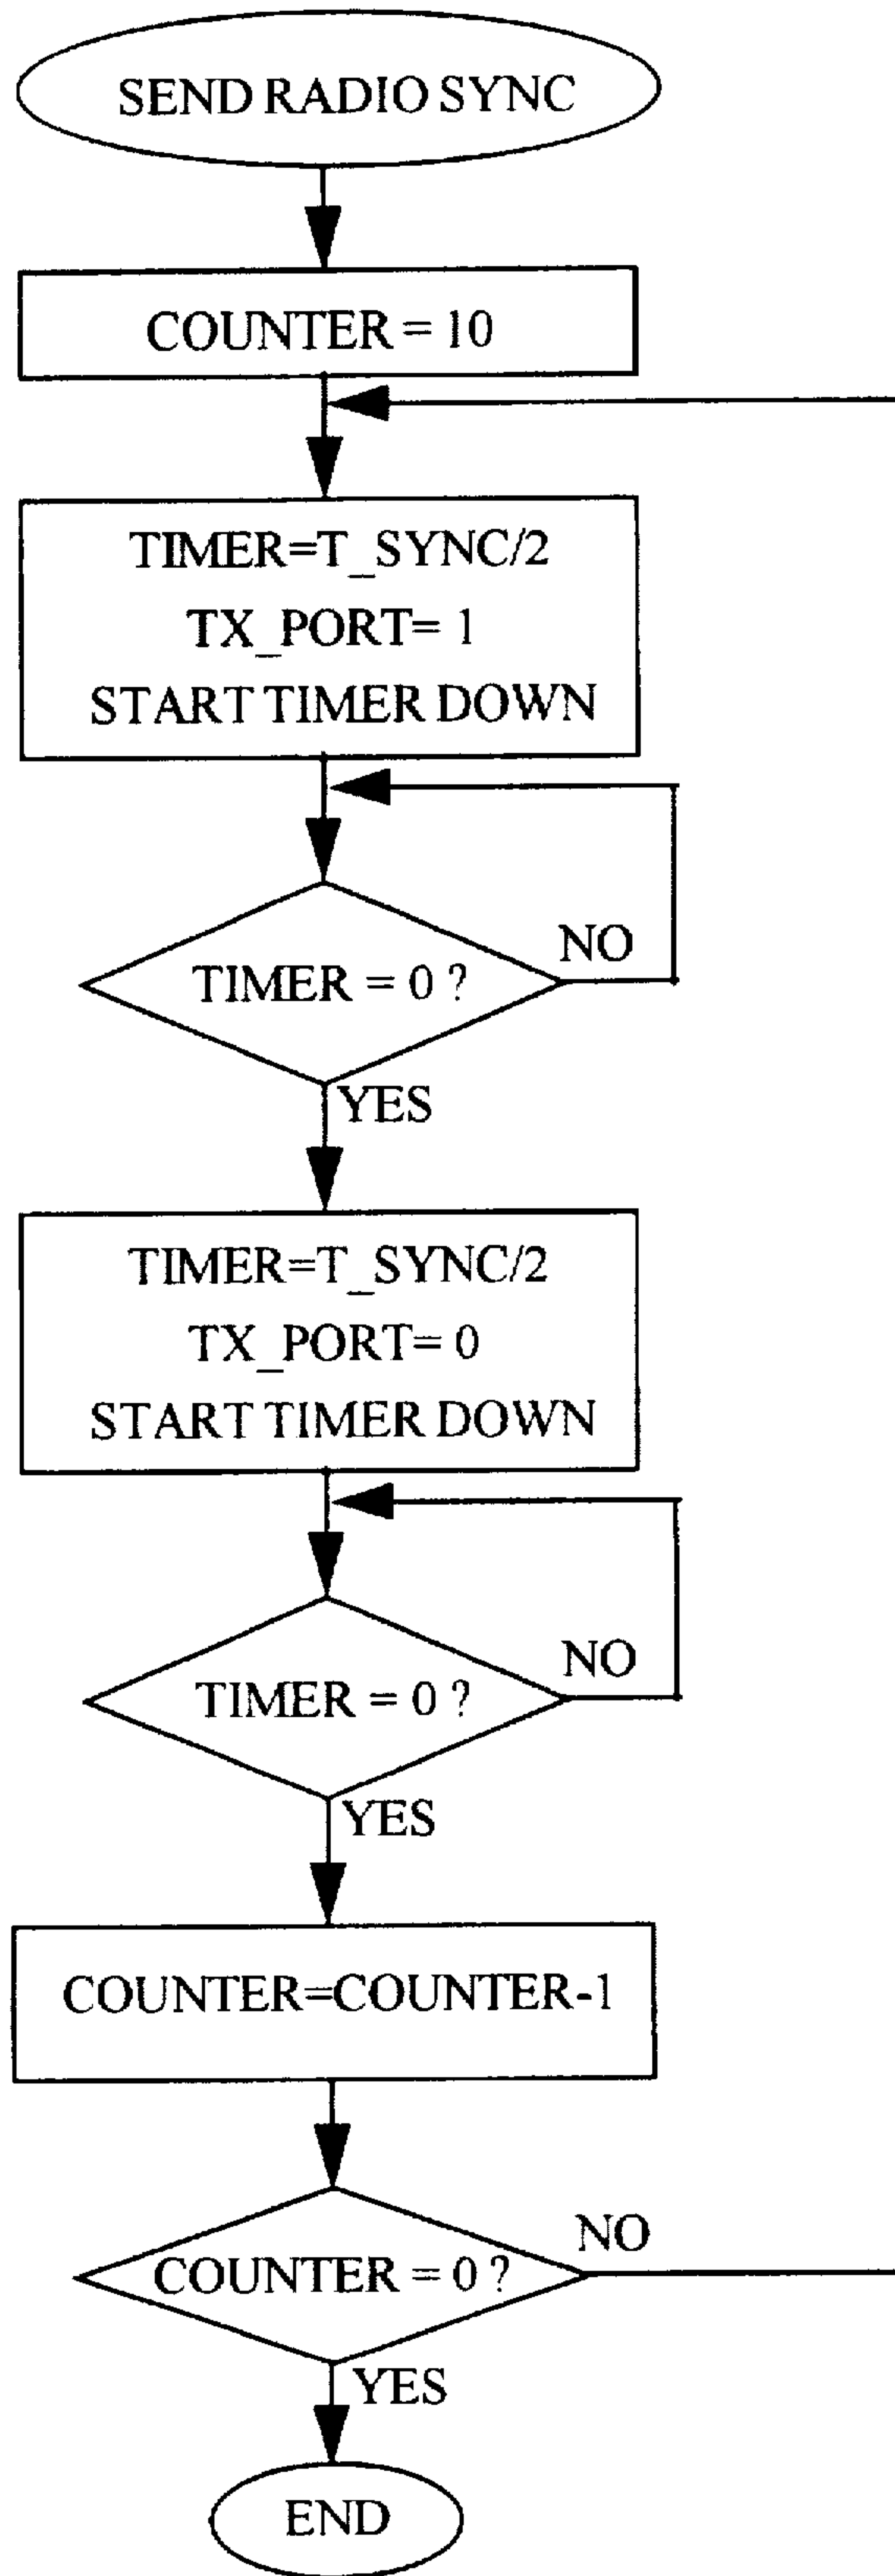 SEND RADIO SYNC
COUNTER = 10
TIMER=T_SYNC/2
TX_PORT= 1
START TIMER DOWN
TIMER = 0 ?
NO
YES
TIMER=T_SYNC/2
TX_PORT= 0
START TIMER DOWN
TIMER = 0 ?
NO
YES
COUNTER=COUNTER-1
COUNTER = 0 ?
NO
YES
END